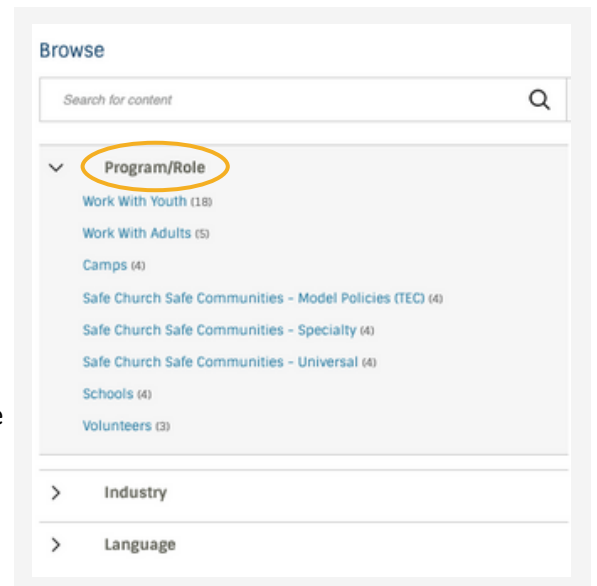 Browse
Search for content
Program/Role
Work With Youth (18)
Work With Adults (5)
Camps (4)
Safe Church Safe Communities - Model Policies (TEC) (4)
Safe Church Safe Communities - Specialty (4)
Safe Church Safe Communities - Universal (4)
Schools (4)
e
Volunteers (3)
Industry
Language